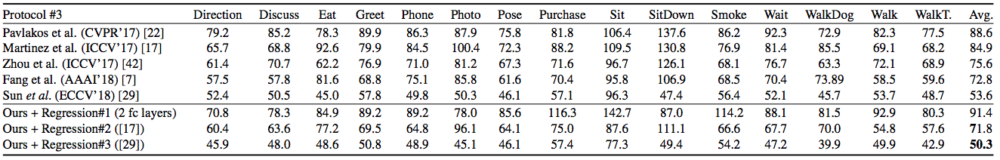 Protocol #3 Direction Discuss Eat Greet Phone Photo Pose Purchase Sit SitDown Smoke Wait WalkDog Walk WalkT. Avg.
Pavlakos et al. (CVPR'17) [22] 79.2 85.2 78.3 89.9 86.3 87.9 75.8 81.8 106.4 137.6 86.2 92.3 72.9 82.3 77.5 88.6
Martinez et al. (ICCV'17) [17] 65.7 68.8 92.6 79.9 84.5 100.4 72.3 88.2 109.5 130.8 76.9 81.4 85.5 69.1 68.2 84.9
Zhou et al. (ICCV'17) [42] 61.4 70.7 62.2 76.9 71.0 81.2 67.3 71.6 96.7 126.1 68.1 76.7 63.3 72.1 68.9 75.6
Fang et al. (AAAI'18) [7] 57.5 57.8 81.6 68.8 75.1 85.8 61.6 70.4 95.8 106.9 68.5 70.4 73.89 58.5 59.6 72.8
Sun et al. (ECCV'18) [29] 52.4 50.5 45.0 57.8 49.8 50.3 46.1 57.1 96.3 47.4 56.4 52.1 45.7 53.7 48.7 53.6
Ours + Regression#1 (2 fc layers) 70.8 78.3 84.9 89.2 89.2 78.0 85.6 116.3 142.7 87.0 114.2 88.1 81.5 92.9 80.3 91.4
Ours + Regression#2 ([17]) 60.4 63.6 77.2 69.5 64.8 96.1 64.1 75.0 87.6 111.1 66.6 67.7 70.0 54.8 57.6 71.8
Ours + Regression#3 ([29]) 45.9 48.0 48.6 50.8 48.9 45.1 46.1 57.4 77.3 49.4 54.2 47.2 39.9 49.9 42.9 50.3